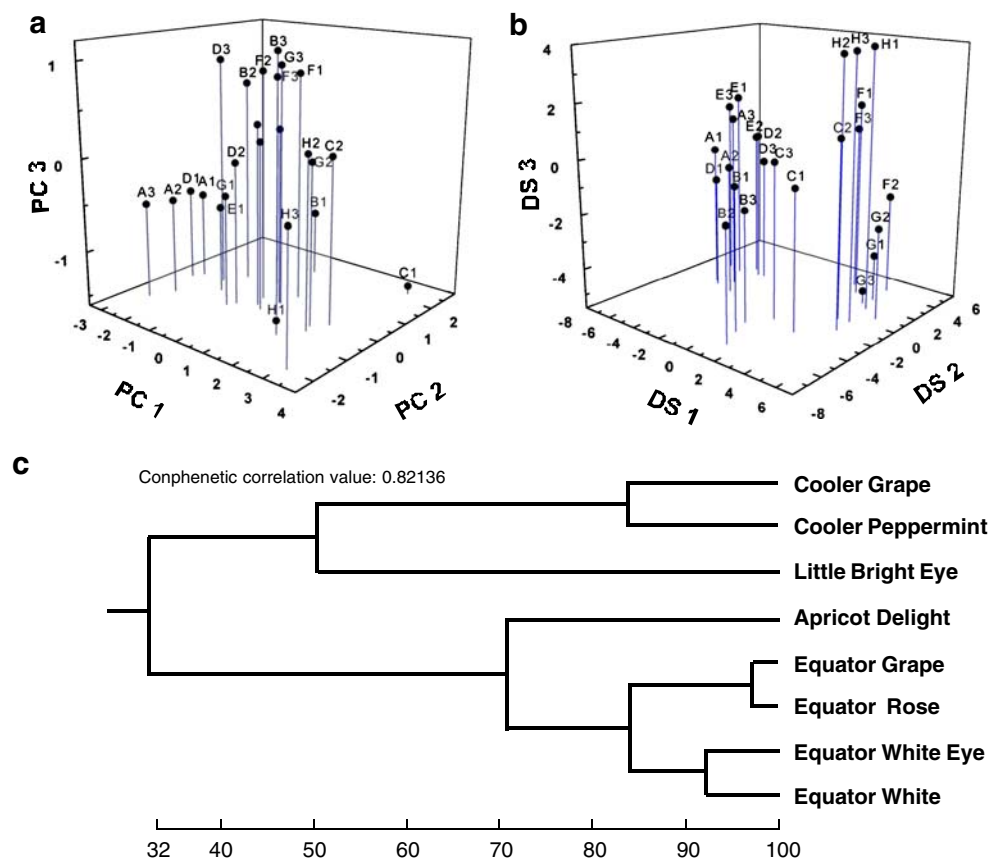 a
B3
D3
G3
F2
F1
B2
F3
H2
C2
D2
G2
D1
A3
A2
A1
G1
E1
B1
H3
C1
H1
1
0
-1
PC 3
-3
-2
-1
0
1
2
3
4
PC 1
-2
-1
0
1
2
PC 2
b
H2
H3
H1
E1
E3
A3
F1
F3
E2
D2
C2
A1
D3
C3
A2
D1
B1
C1
F2
B3
B2
G2
G1
G3
4
2
0
-2
-4
DS 3
-8
-6
-4
-2
0
2
4
6
DS 1
-8
-6
-4
-2
0
2
4
6
DS 2
c
Conphenetic correlation value: 0.82136
Cooler Grape
Cooler Peppermint
Little Bright Eye
Apricot Delight
Equator Grape
Equator Rose
Equator White Eye
Equator White
32 40 50 60 70 80 90 100